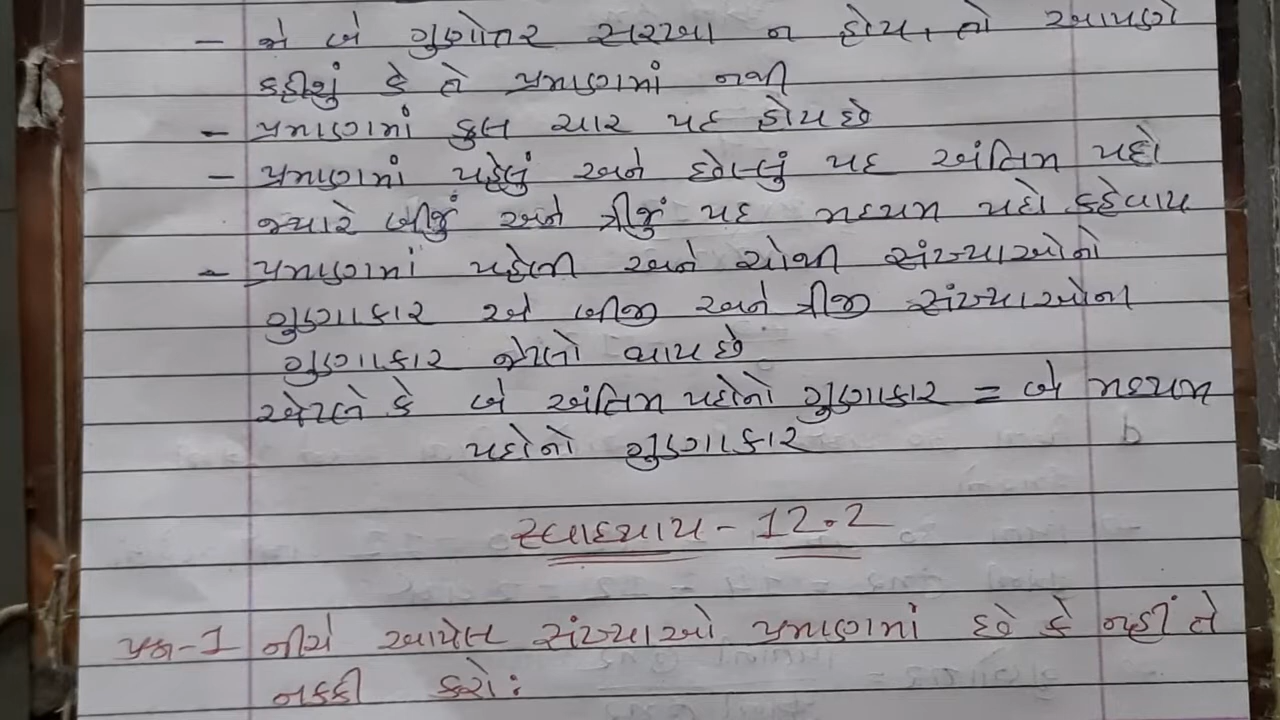 - જો બે ગુણોતર સરખા ન હોય, તો આપણે
કહીશું કે તે પ્રમાણમાં નથી
- પ્રમાણમાં કુલ ચાર પદ હોય છે
- પ્રમાણમાં પહેલું અને છેલ્લું પદ અંતિમ પદો
જ્યારે બીજું અને ત્રીજું પદ મધ્યમ પદો કહેવાય
- પ્રમાણમાં પહેલી અને ચોથી સંખ્યાઓનો
ગુણાકાર એ બીજી અને ત્રીજી સંખ્યાઓના
ગુણાકાર જેટલો થાય છે
એટલે કે બે અંતિમ પદોનો ગુણાકાર = બે મધ્યમ
પદોનો ગુણાકાર
સ્વાધ્યાય - 12.2
પ્રશ્ન-1 નીચે આપેલ સંખ્યાઓ પ્રમાણમાં છે કે નહીં તે
નક્કી કરો: